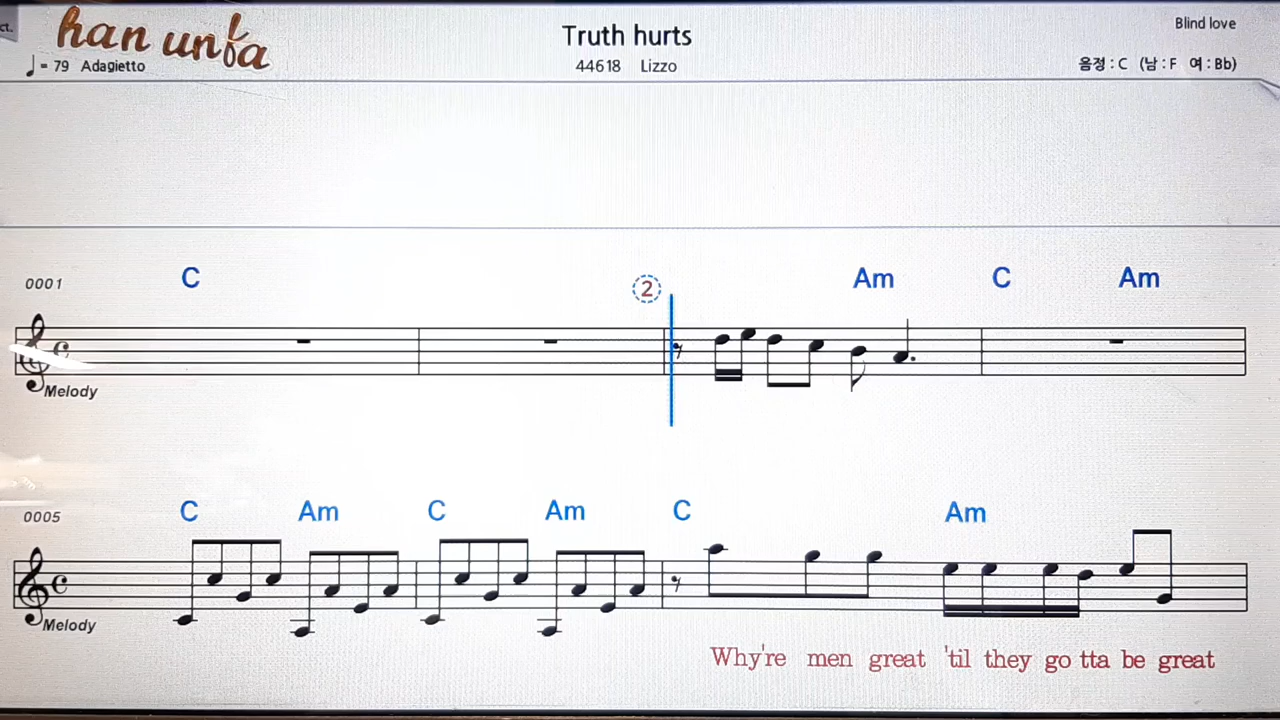 ct.
han unfa
Truth hurts
Blind love
♩ = 79 Adagietto
44618 Lizzo
음정 : C (남 : F 여 : Bb)
0001
C
2
Am
C
Am
Melody
0005
C
Am
C
Am
C
Am
Melody
Why're men great 'til they go tta be great